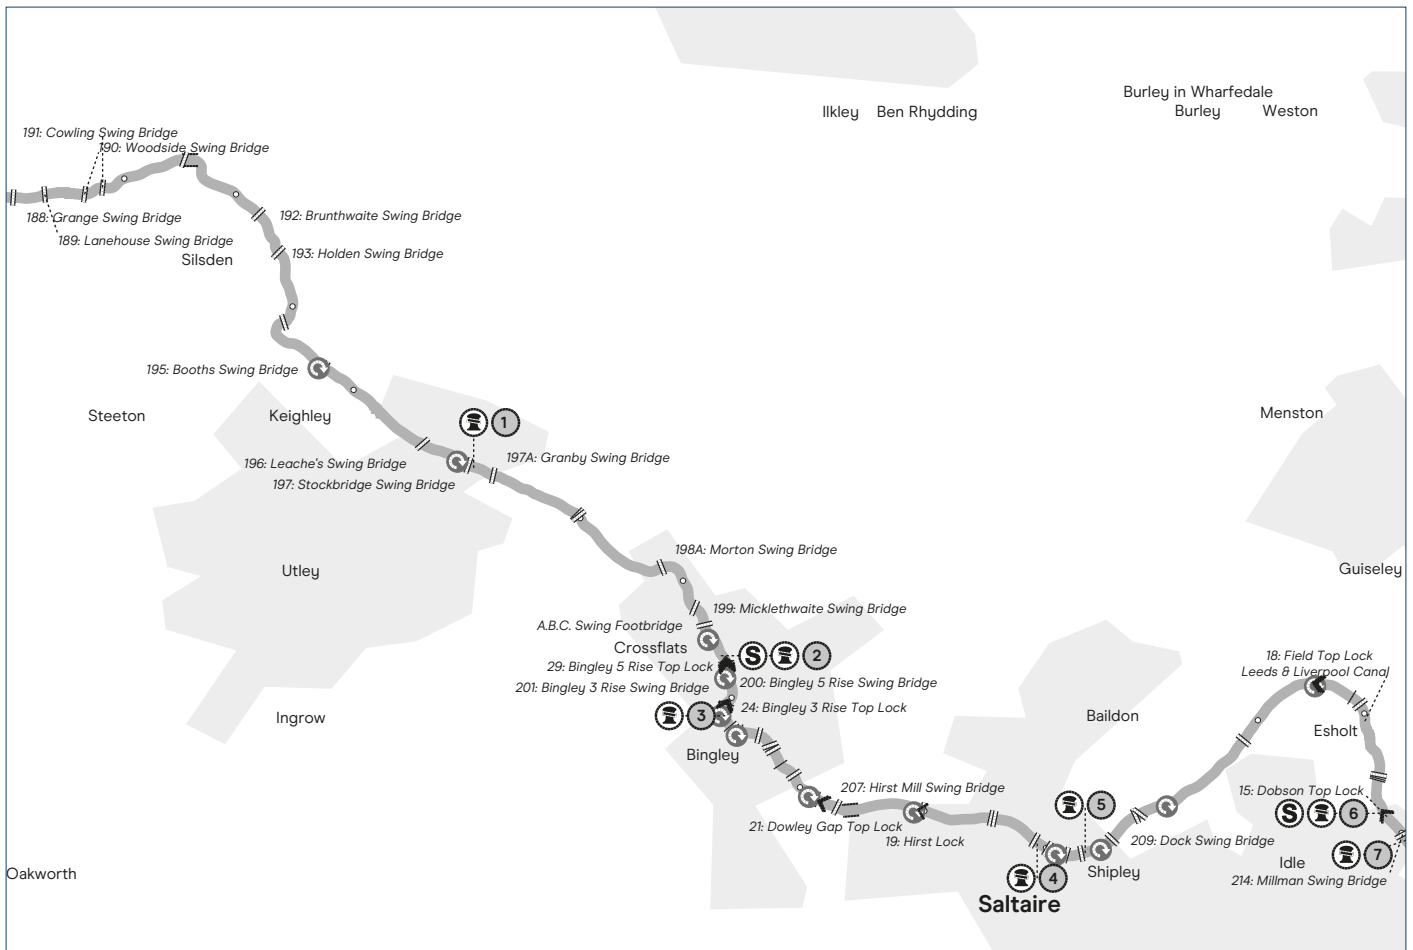 Burley in Wharfedale
Ilkley
Ben Rhydding
Burley
Weston
191: Cowling Swing Bridge
190: Woodside Swing Bridge
188: Grange Swing Bridge
192: Brunthwaite Swing Bridge
189: Lanehouse Swing Bridge
193: Holden Swing Bridge
Silsden
195: Booths Swing Bridge
Steeton
Keighley
Menston
1
196: Leache's Swing Bridge
197A: Granby Swing Bridge
197: Stockbridge Swing Bridge
198A: Morton Swing Bridge
Utley
Guiseley
199: Micklethwaite Swing Bridge
A.B.C. Swing Footbridge
Crossflats
S
2
18: Field Top Lock
Leeds & Liverpool Canal
29: Bingley 5 Rise Top Lock
201: Bingley 3 Rise Swing Bridge
200: Bingley 5 Rise Swing Bridge
24: Bingley 3 Rise Top Lock
3
Ingrow
Baildon
Esholt
Bingley
207: Hirst Mill Swing Bridge
15: Dobson Top Lock
5
S
6
21: Dowley Gap Top Lock
19: Hirst Lock
209: Dock Swing Bridge
7
Idle
Oakworth
Shipley
4
214: Millman Swing Bridge
Saltaire